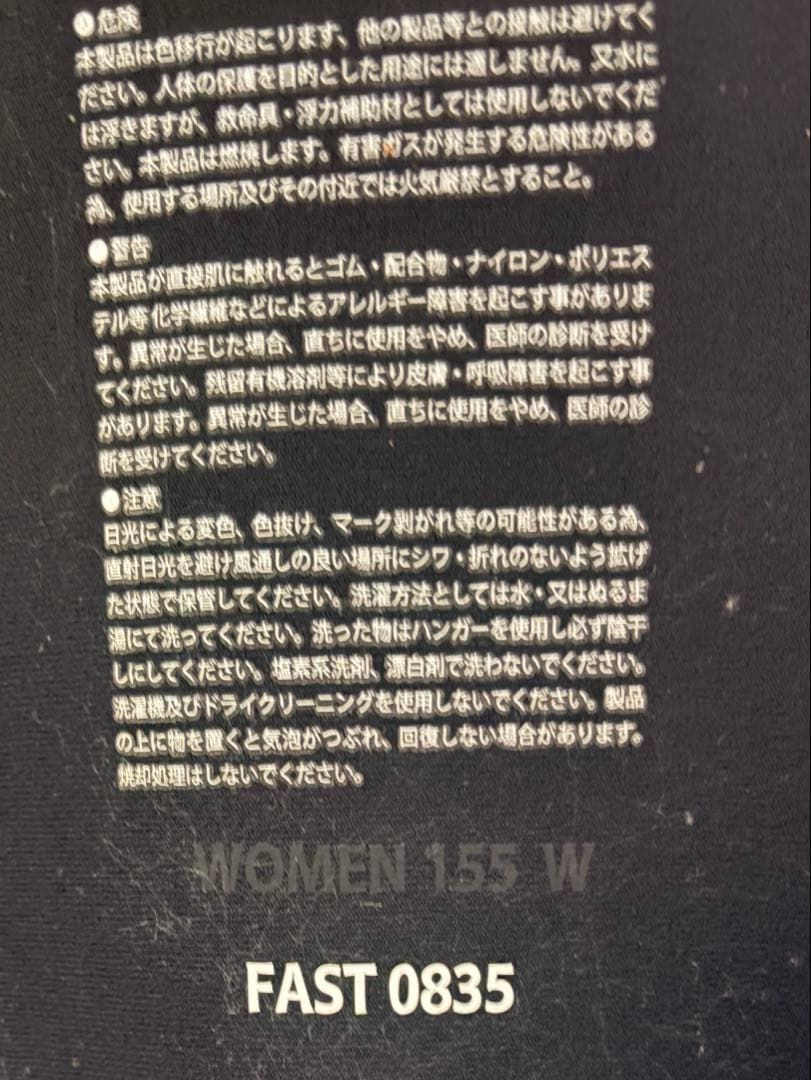 ●危険
本製品は色移行が起こります、他の製品等との接触は避けてく
ださい。人体の保護を目的とした用途には適しません。又水に
は浮きますが、救命具・浮力補助材としては使用しないでくだ
さい。本製品は燃焼します。有害ガスが発生する危険性がある
為、使用する場所及びその付近では火気厳禁とすること。
●警告
本製品が直接肌に触れるとゴム・配合物・ナイロン・ポリエス
テル等化学繊維などによるアレルギー障害を起こす事がありま
す。異常が生じた場合、直ちに使用をやめ、医師の診断を受け
てください。残留有機溶剤等により皮膚・呼吸障害を起こす事
があります。異常が生じた場合、直ちに使用をやめ、医師の診
断を受けてください。
●注意
日光による変色、色抜け、マーク剥がれ等の可能性がある為、
直射日光を避け風通しの良い場所にシワ・折れのないよう拡げ
た状態で保管してください。洗濯方法としては水・又はぬるま
湯にて洗ってください。洗った物はハンガーを使用し必ず陰干
しにしてください。塩素系洗剤、漂白剤で洗わないでください。
洗濯機及びドライクリーニングを使用しないでください。製品
の上に物を置くと気泡がつぶれ、回復しない場合があります。
焼却処理はしないでください。
WOMEN 155 W
FAST 0835